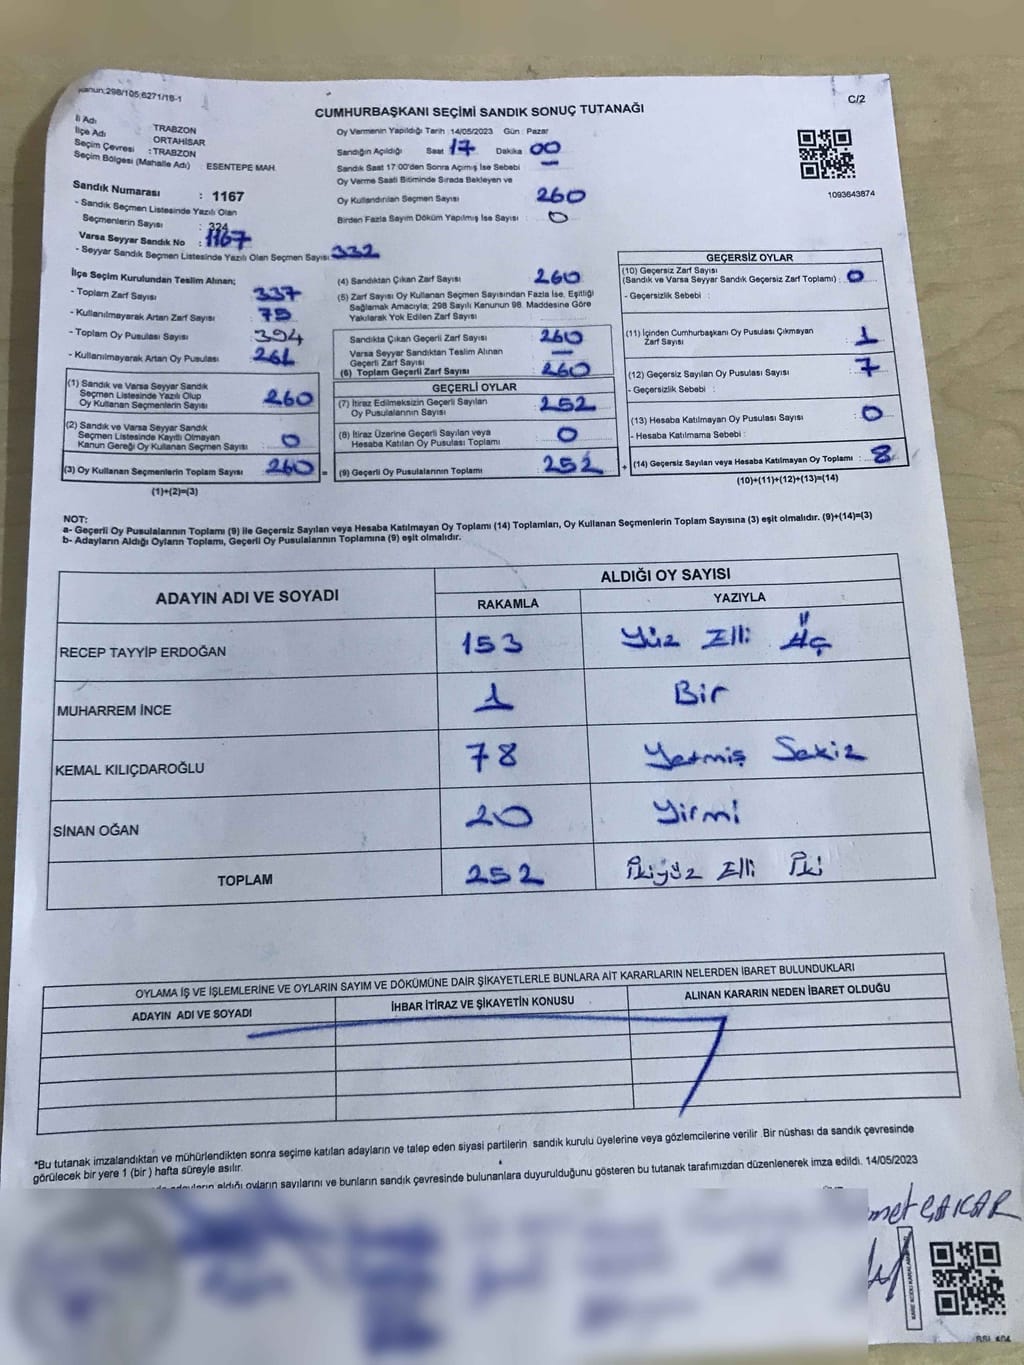 Kanun;298/105;6271/18-1
CUMHURBAŞKANI SEÇİMİ SANDIK SONUÇ TUTANAĞI
C/2
İl Adı
TRABZON
İlçe Adı : ORTAHİSAR
Seçim Çevresi : TRABZON
Seçim Bölgesi (Mahalle Adı) ESENTEPE MAH.
Sandık Numarası : 1167
- Sandık Seçmen Listesinde Yazılı Olan
Seçmenlerin Sayısı : 324
Varsa Seyyar Sandık No : 1167
- Seyyar Sandık Seçmen Listesinde Yazılı Olan Seçmen Sayısı: 332
Oy Vermenin Yapıldığı Tarih :14/05/2023 Gün : Pazar
Sandığın Açıldığı Saat 17 Dakika 00
Sandık Saat 17:00'den Sonra Açımış İse Sebebi —
Oy Verme Saati Bitiminde Sırada Bekleyen ve
Oy Kullandırılan Seçmen Sayısı 260
Birden Fazla Sayım Döküm Yapılmış İse Sayısı : 0
1093643874
İlçe Seçim Kurulundan Teslim Alınan;
- Toplam Zarf Sayısı 337
- Kullanılmayarak Artan Zarf Sayısı : 75
- Toplam Oy Pusulası Sayısı : 394
- Kullanılmayarak Artan Oy Pusulası
(1) Sandık ve Varsa Seyyar Sandık
Seçmen Listesinde Yazılı Olup
Oy Kullanan Seçmenlerin Sayısı 260
(2) Sandık ve Varsa Seyyar Sandık
Seçmen Listesinde Kayıtlı Olmayan
Kanun Gereği Oy Kullanan Seçmen Sayısı 0
(3) Oy Kullanan Seçmenlerin Toplam Sayısı 260 =
(1)+(2)=(3)
(4) Sandıktan Çıkan Zarf Sayısı 260
(5) Zarf Sayısı Oy Kullanan Seçmen Sayısından Fazla İse, Eşitliği
Sağlamak Amacıyla; 298 Sayılı Kanunun 98. Maddesine Göre
Yakılarak Yok Edilen Zarf Sayısı
Sandıkta Çıkan Geçerli Zarf Sayısı 260
Varsa Seyyar Sandıktan Teslim Alınan
Geçerli Zarf Sayısı —
(6) Toplam Geçerli Zarf Sayısı 260
GEÇERLİ OYLAR
(7) İtiraz Edilmeksizin Geçerli Sayılan
Oy Pusulalarının Sayısı : 252
(8) İtiraz Üzerine Geçerli Sayılan veya
Hesaba Katılan Oy Pusulası Toplamı : 0
(9) Geçerli Oy Pusulalarının Toplamı : 252 +
GEÇERSİZ OYLAR
(10) Geçersiz Zarf Sayısı
(Sandık ve Varsa Seyyar Sandık Geçersiz Zarf Toplamı) : 0
- Geçersizlik Sebebi :
(11) İçinden Cumhurbaşkanı Oy Pusulası Çıkmayan
Zarf Sayısı : 1
(12) Geçersiz Sayılan Oy Pusulası Sayısı : 7
- Geçersizlik Sebebi :
(13) Hesaba Katılmayan Oy Pusulası Sayısı : 0
- Hesaba Katılmama Sebebi :
(14) Geçersiz Sayılan veya Hesaba Katılmayan Oy Toplamı : 8
(10)+(11)+(12)+(13)=(14)
NOT:
a- Geçerli Oy Pusulalarının Toplamı (9) ile Geçersiz Sayılan veya Hesaba Katılmayan Oy Toplamı (14) Toplamları, Oy Kullanan Seçmenlerin Toplam Sayısına (3) eşit olmalıdır. (9)+(14)=(3)
b- Adayların Aldığı Oyların Toplamı, Geçerli Oy Pusulalarının Toplamına (9) eşit olmalıdır.
ADAYIN ADI VE SOYADI
ALDIĞI OY SAYISI
RAKAMLA YAZIYLA
RECEP TAYYİP ERDOĞAN 153 Yüz Elli Üç
MUHARREM İNCE 1 Bir
KEMAL KILIÇDAROĞLU 78 Yetmiş Sekiz
SİNAN OĞAN 20 Yirmi
TOPLAM 252 İkiyüz Elli İki
OYLAMA İŞ VE İŞLEMLERİNE VE OYLARIN SAYIM VE DÖKÜMÜNE DAİR ŞİKAYETLERLE BUNLARA AİT KARARLARIN NELERDEN İBARET BULUNDUKLARI
ADAYIN ADI VE SOYADI İHBAR İTİRAZ VE ŞİKAYETİN KONUSU ALINAN KARARIN NEDEN İBARET OLDUĞU
*Bu tutanak imzalandıktan ve mühürlendikten sonra seçime katılan adayların ve talep eden siyasi partilerin sandık kurulu üyelerine veya gözlemcilerine verilir. Bir nüshası da sandık çevresinde
görülecek bir yere 1 (bir) hafta süreyle asılır.
aldığı oyların sayılarını ve bunların sandık çevresinde bulunanlara duyurulduğunu gösteren bu tutanak tarafımızdan düzenlenerek imza edildi. 14/05/2023
met ÇAKAR